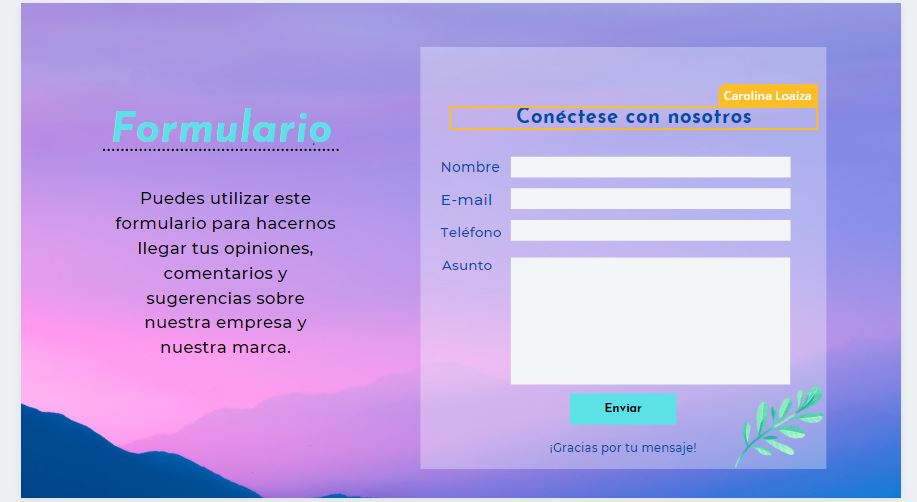 Formulario
Puedes utilizar este
formulario para hacernos
llegar tus opiniones,
comentarios y
sugerencias sobre
nuestra empresa y
nuestra marca.
Carolina Loaiza
Conéctese con nosotros
Nombre
E-mail
Teléfono
Asunto
Enviar
¡Gracias por tu mensaje!